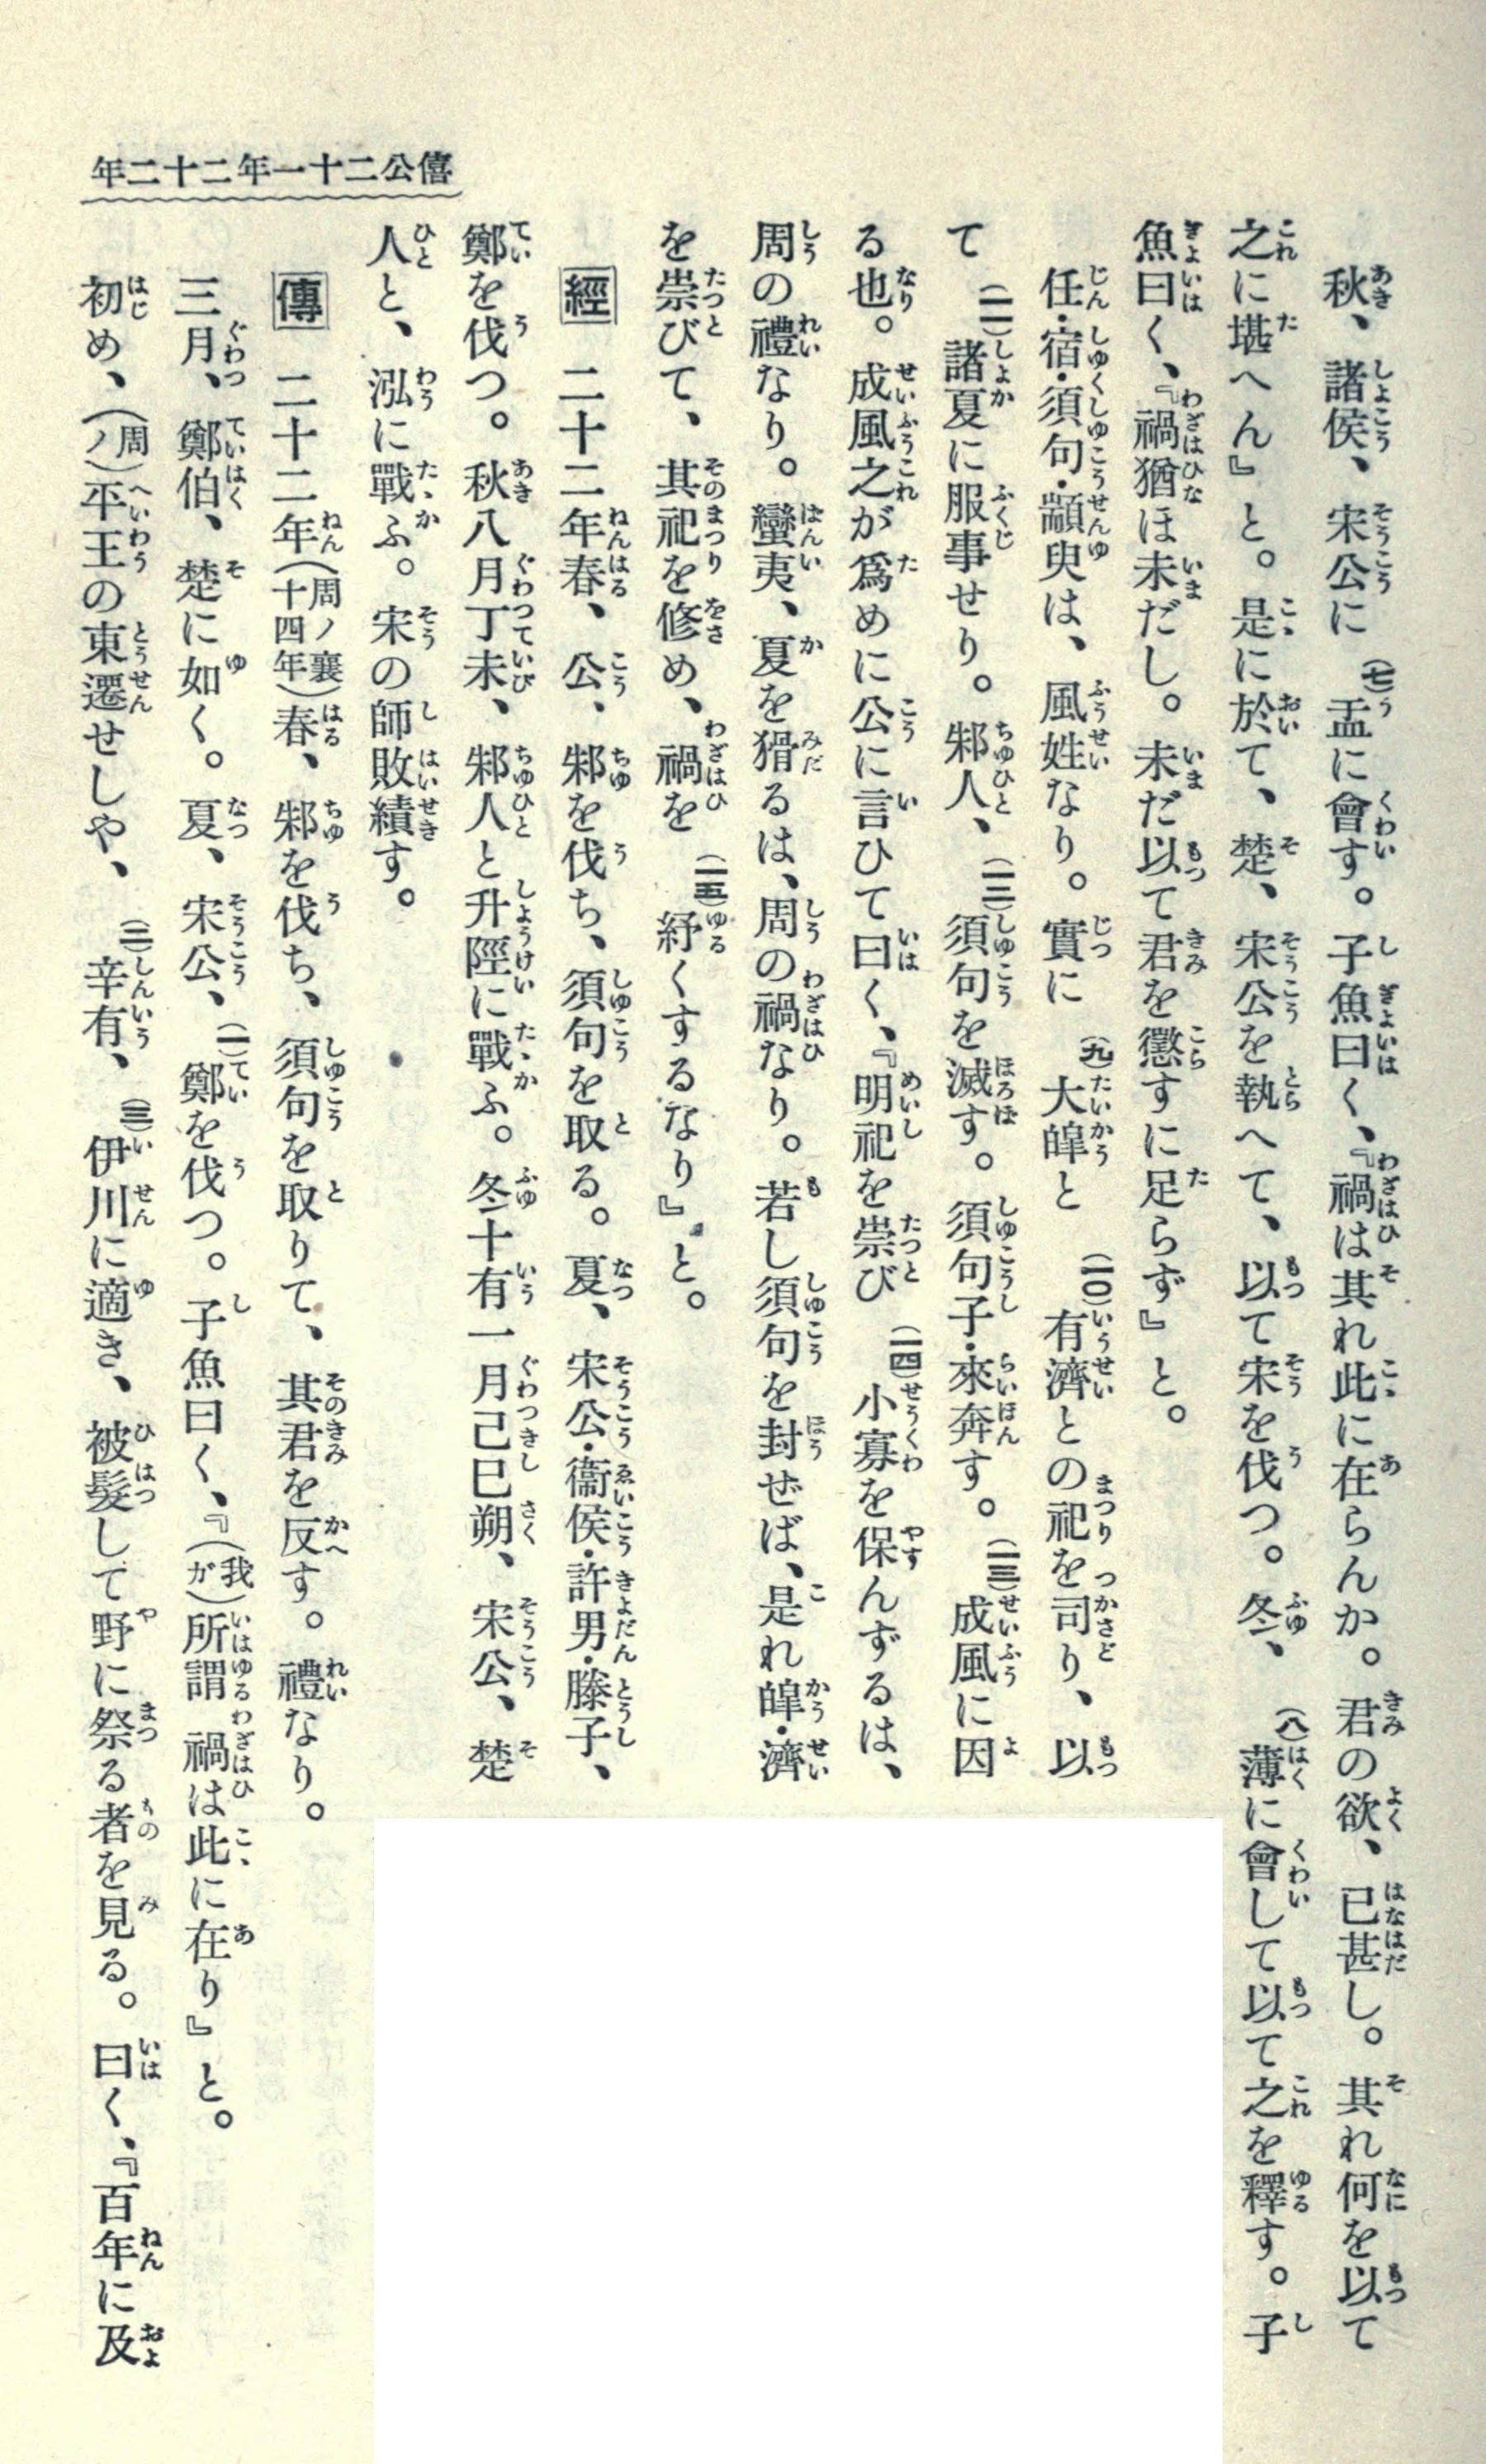 僖公二十一年二十二年
秋、諸侯、宋公に(七)盂に會す。子魚曰く、『禍は其れ此に在らんか。君の欲、已甚し。其れ何を以て
之に堪へん』と。是に於て、楚、宋公を執へて、以て宋を伐つ。冬、(八)薄に會して以て之を釋す。子
魚曰く、『禍猶ほ未だし。未だ以て君を懲すに足らず』と。
任・宿・須句・顓臾は、風姓なり。實に(九)大皥と(一〇)有濟との祀を司り、以
て(一一)諸夏に服事せり。邾人、(一二)須句を滅す。須句子・來奔す。(一三)成風に因
る也。成風之が爲めに公に言ひて曰く、『明祀を崇び(一四)小寡を保んずるは、
周の禮なり。蠻夷、夏を猾るは、周の禍なり。若し須句を封ぜば、是れ皥・濟
を崇びて、其祀を修め、禍を(一五)紓くするなり』と。
經 二十二年春、公、邾を伐ち、須句を取る。夏、宋公・衞侯・許男・滕子、
鄭を伐つ。秋八月丁未、邾人と升陘に戰ふ。冬十有一月己巳朔、宋公、楚
人と、泓に戰ふ。宋の師敗績す。
傳 二十二年(周ノ襄十四年)春、邾を伐ち、須句を取りて、其君を反す。禮なり。
三月、鄭伯、楚に如く。夏、宋公、(一)鄭を伐つ。子魚曰く、『(我ガ)所謂禍は此に在り』と。
初め、(周ノ)平王の東遷せしや、(二)辛有、(三)伊川に適き、被髮して野に祭る者を見る。曰く、『百年に及